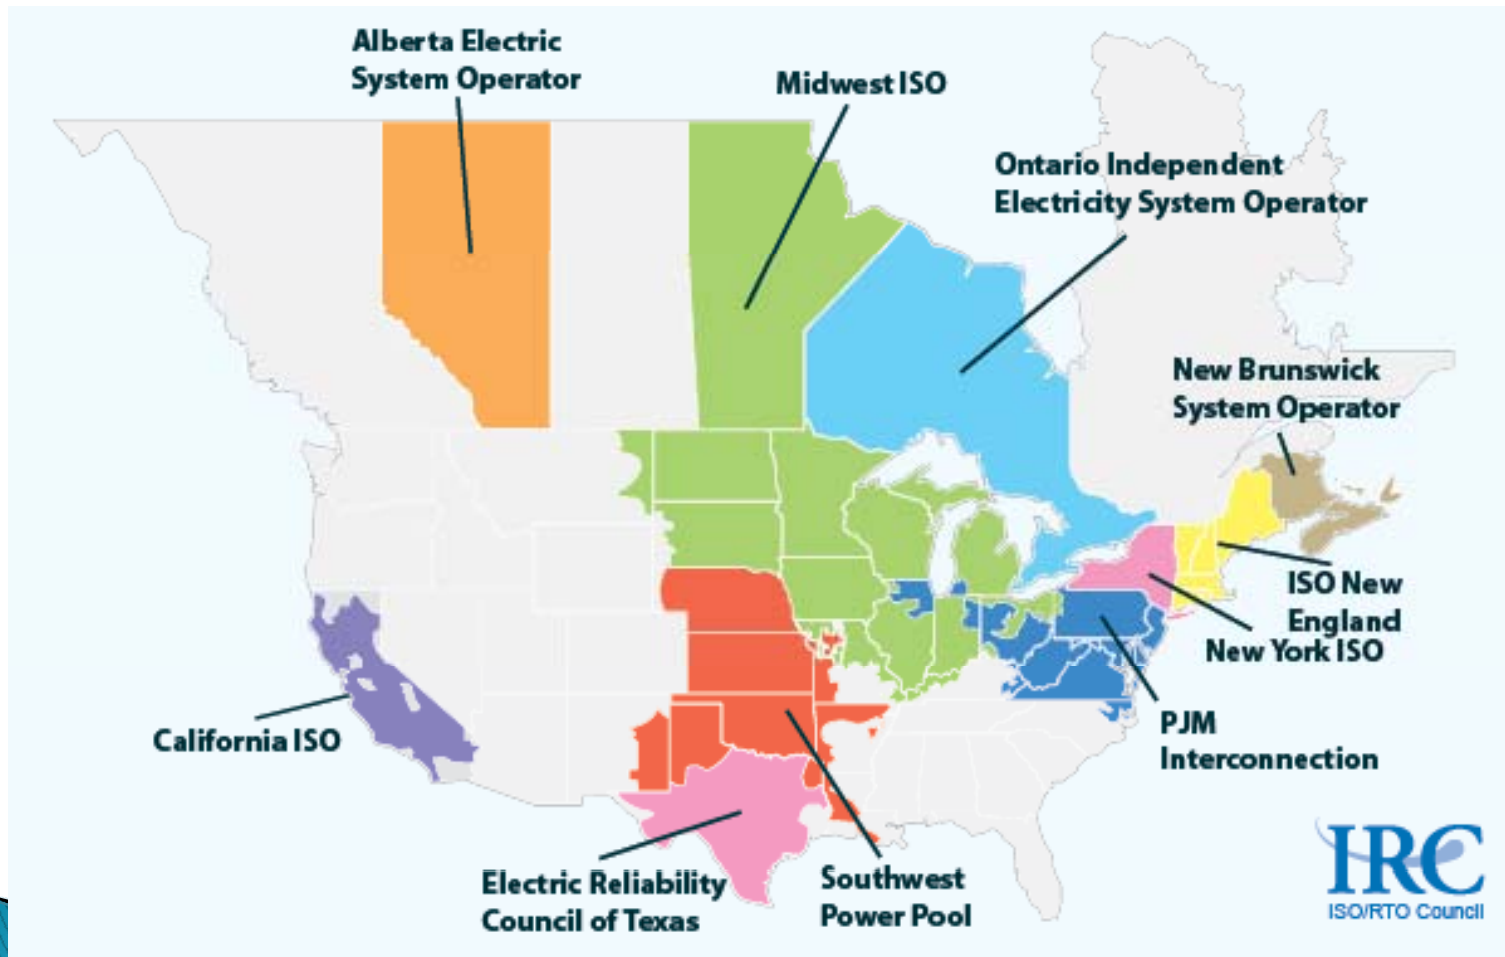 Alberta Electric
System Operator
Midwest ISO
Ontario Independent
Electricity System Operator
New Brunswick
System Operator
ISO New
England
New York ISO
PJM
Interconnection
California ISO
Electric Reliability
Council of Texas
Southwest
Power Pool
IRC
ISO/RTO Council